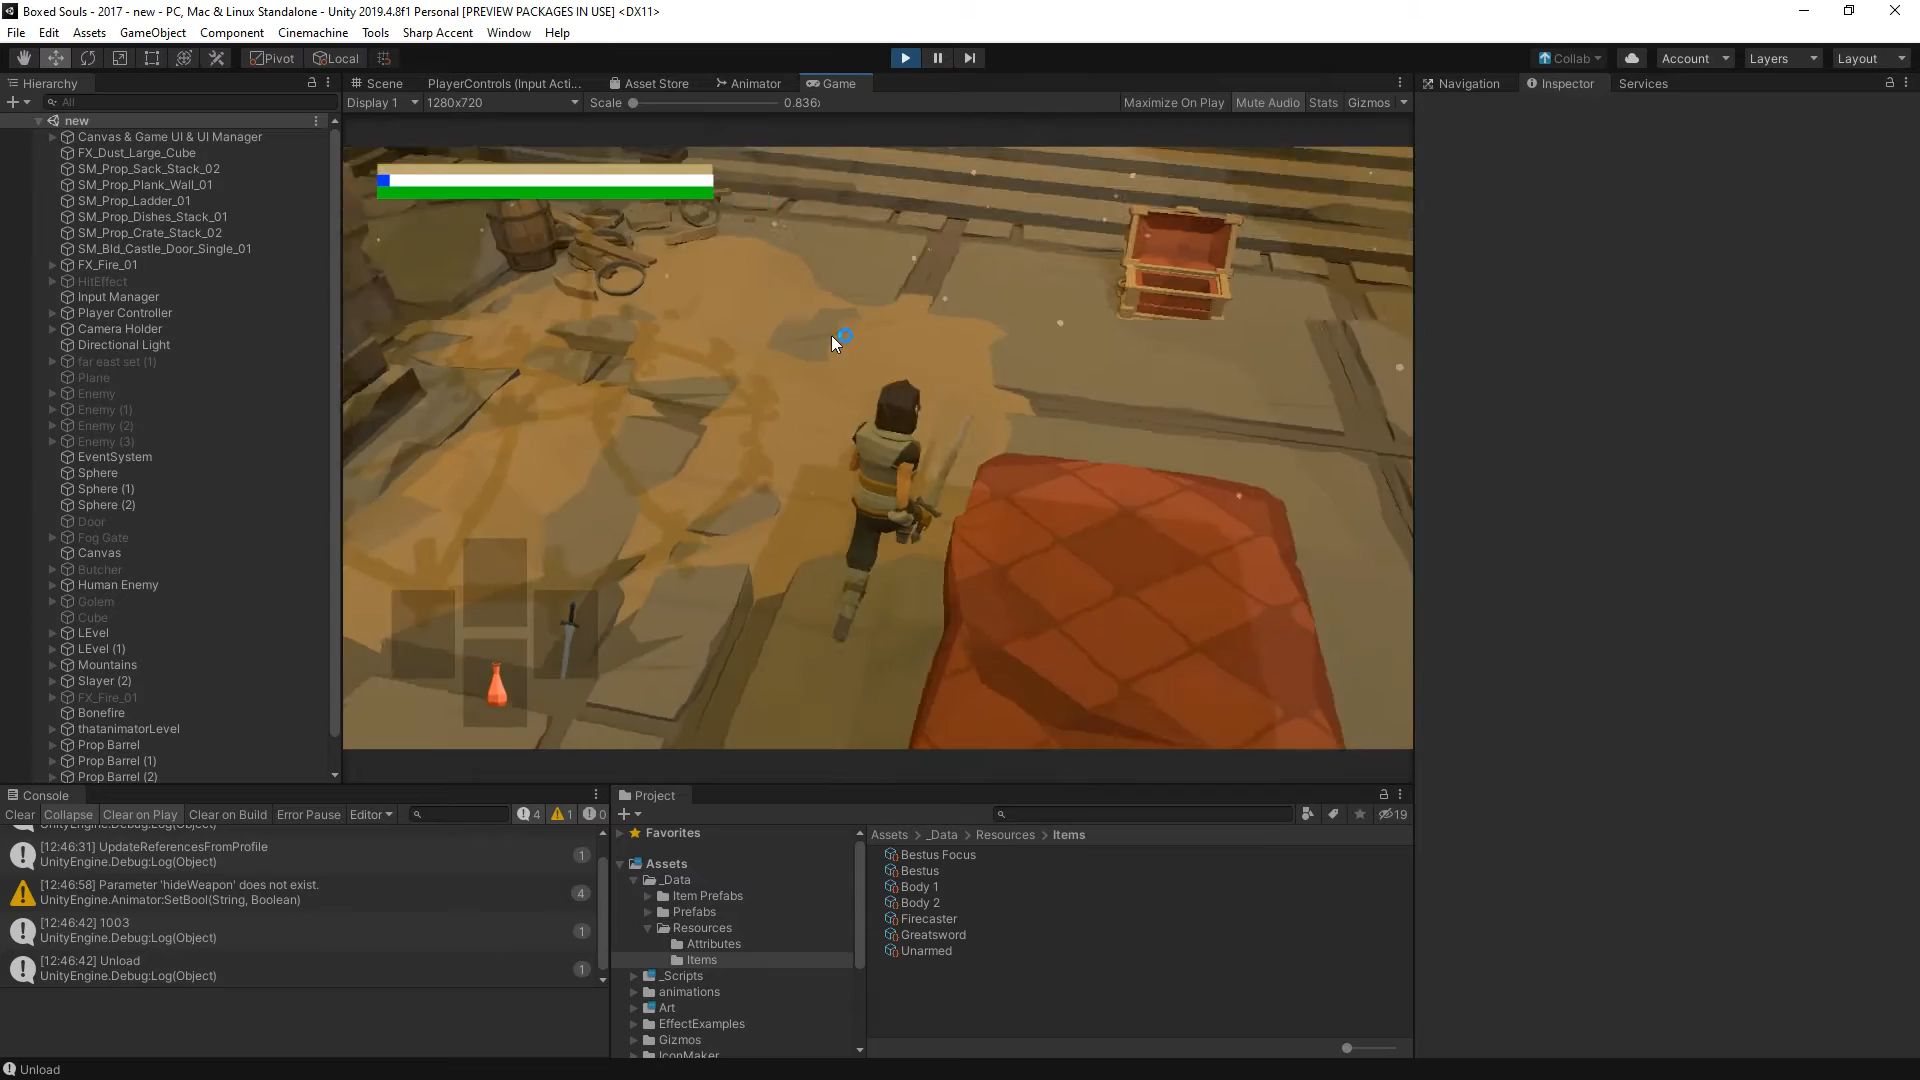 Boxed Souls - 2017 - new - PC, Mac & Linux Standalone - Unity 2019.4.8f1 Personal [PREVIEW PACKAGES IN USE] <DX11>
File Edit Assets GameObject Component Cinemachine Tools Sharp Accent Window Help
Pivot Local Collab Account Layers Layout
Hierarchy Scene PlayerControls (Input Acti... Asset Store Animator Game Navigation Inspector Services
All Display 1 1280x720 Scale 0.836x Maximize On Play Mute Audio Stats Gizmos
new
Canvas & Game UI & UI Manager
FX_Dust_Large_Cube
SM_Prop_Sack_Stack_02
SM_Prop_Plank_Wall_01
SM_Prop_Ladder_01
SM_Prop_Dishes_Stack_01
SM_Prop_Crate_Stack_02
SM_Bld_Castle_Door_Single_01
FX_Fire_01
HitEffect
Input Manager
Player Controller
Camera Holder
Directional Light
far east set (1)
Plane
Enemy
Enemy (1)
Enemy (2)
Enemy (3)
EventSystem
Sphere
Sphere (1)
Sphere (2)
Door
Fog Gate
Canvas
Butcher
Human Enemy
Golem
Cube
LEvel
LEvel (1)
Mountains
Slayer (2)
FX_Fire_01
Bonefire
thatanimatorLevel
Prop Barrel
Prop Barrel (1)
Prop Barrel (2)
Console
Clear Collapse Clear on Play Clear on Build Error Pause Editor 4 1 0
UnityEngine.Debug:Log(Object)
[12:46:31] UpdateReferencesFromProfile
UnityEngine.Debug:Log(Object) 1
[12:46:58] Parameter 'hideWeapon' does not exist.
UnityEngine.Animator:SetBool(String, Boolean) 4
[12:46:42] 1003
UnityEngine.Debug:Log(Object) 1
[12:46:42] Unload
UnityEngine.Debug:Log(Object) 1
Project
19
Favorites
Assets
_Data
Item Prefabs
Prefabs
Resources
Attributes
Items
_Scripts
animations
Art
EffectExamples
Gizmos
IconMaker
Assets > _Data > Resources > Items
Bestus Focus
Bestus
Body 1
Body 2
Firecaster
Greatsword
Unarmed
Unload